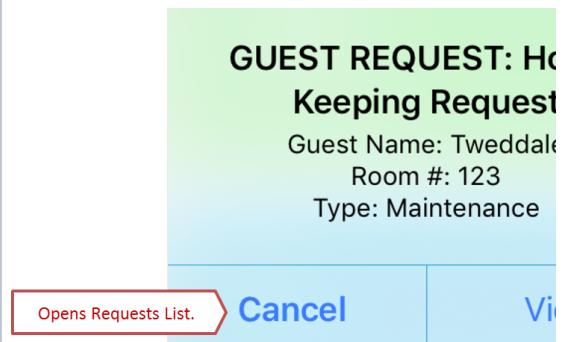 GUEST REQUEST: Ho
Keeping Request
Guest Name: Tweddale
Room #: 123
Type: Maintenance
Opens Requests List.
Cancel
Vi